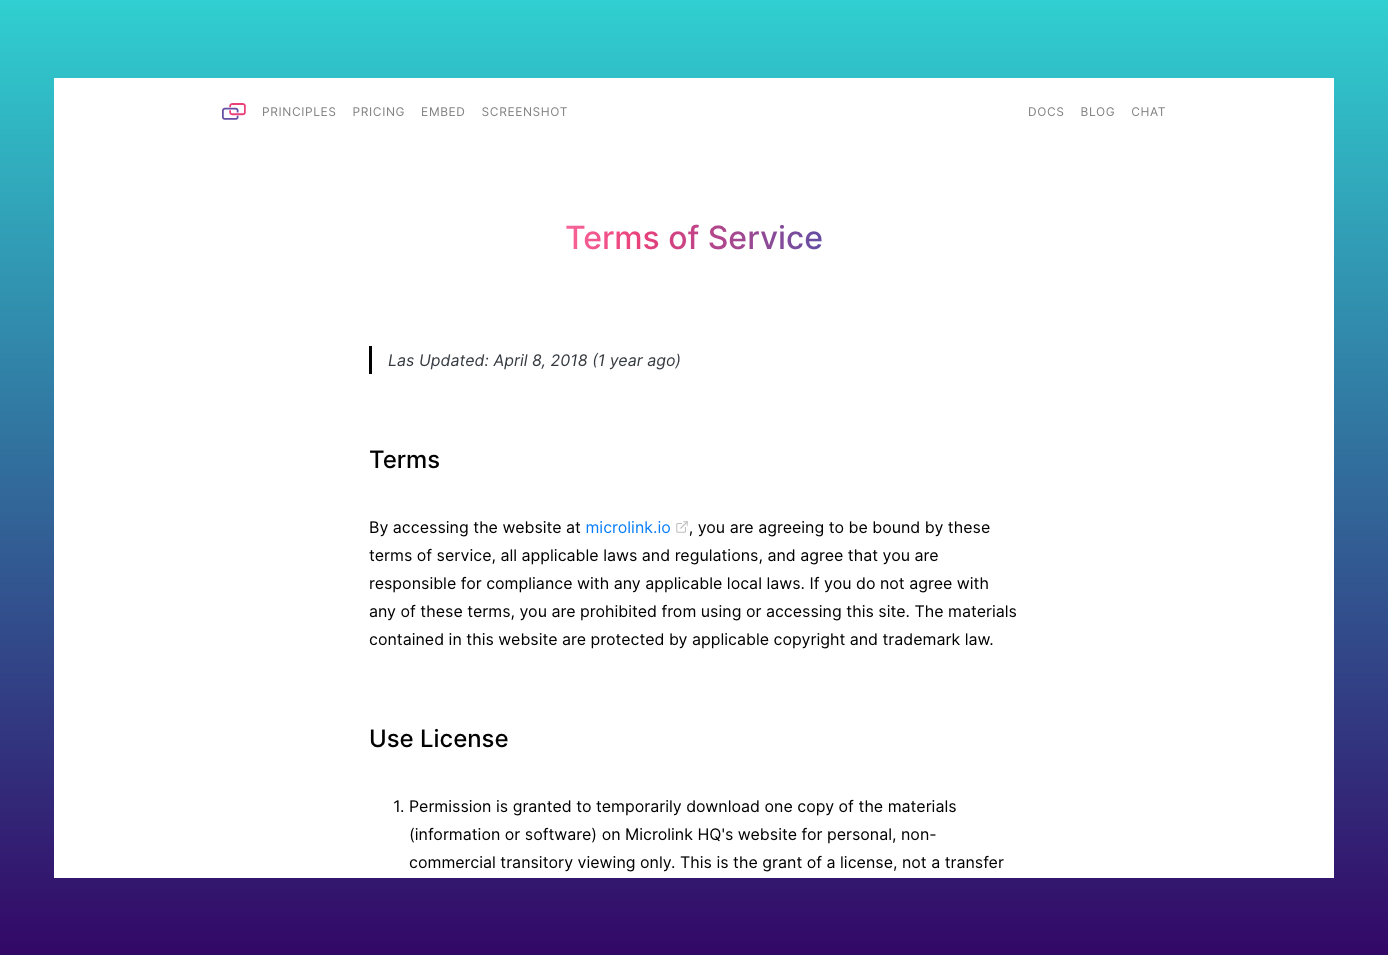 PRINCIPLES PRICING EMBED SCREENSHOT DOCS BLOG CHAT
Terms of Service
Las Updated: April 8, 2018 (1 year ago)
Terms
By accessing the website at microlink.io, you are agreeing to be bound by these
terms of service, all applicable laws and regulations, and agree that you are
responsible for compliance with any applicable local laws. If you do not agree with
any of these terms, you are prohibited from using or accessing this site. The materials
contained in this website are protected by applicable copyright and trademark law.
Use License
1. Permission is granted to temporarily download one copy of the materials
(information or software) on Microlink HQ's website for personal, non-
commercial transitory viewing only. This is the grant of a license, not a transfer